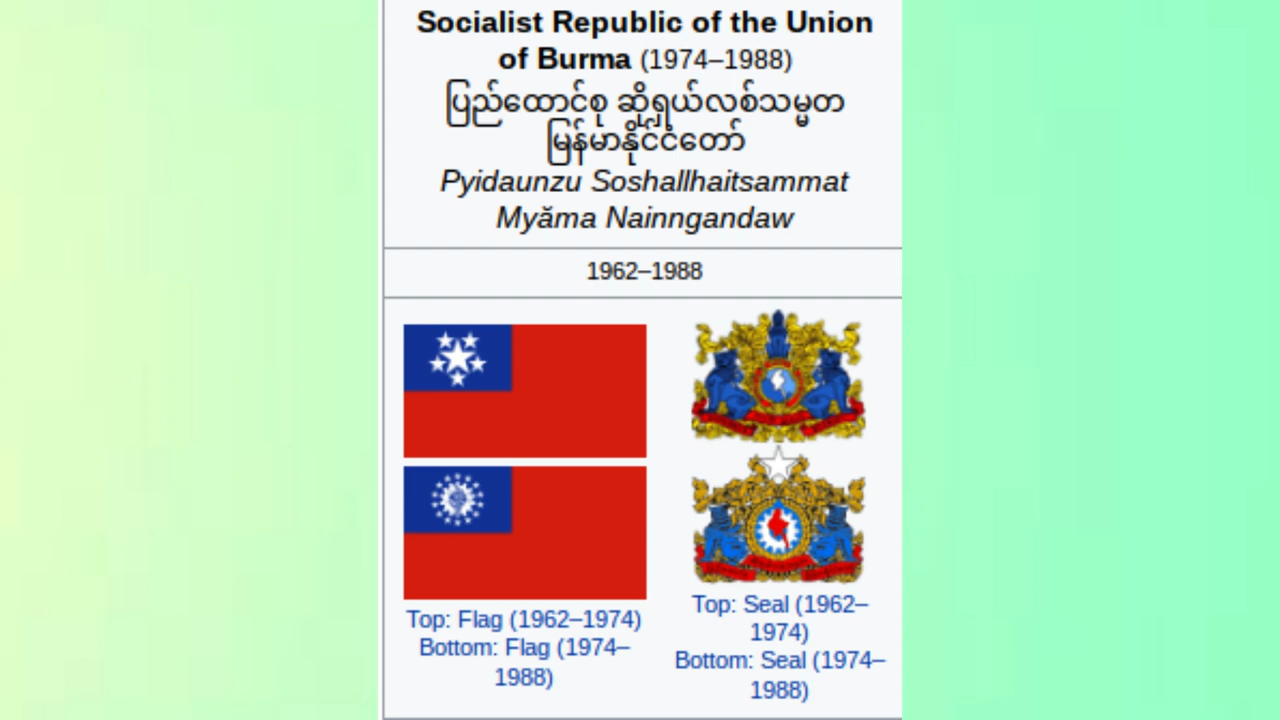 Socialist Republic of the Union
of Burma (1974–1988)
ပြည်ထောင်စု ဆိုရှယ်လစ်သမ္မတ
မြန်မာနိုင်ငံတော်
Pyidaunzu Soshallhaitsammat
Myăma Nainngandaw
1962–1988
Top: Flag (1962–1974)
Bottom: Flag (1974–
1988)
Top: Seal (1962–
1974)
Bottom: Seal (1974–
1988)